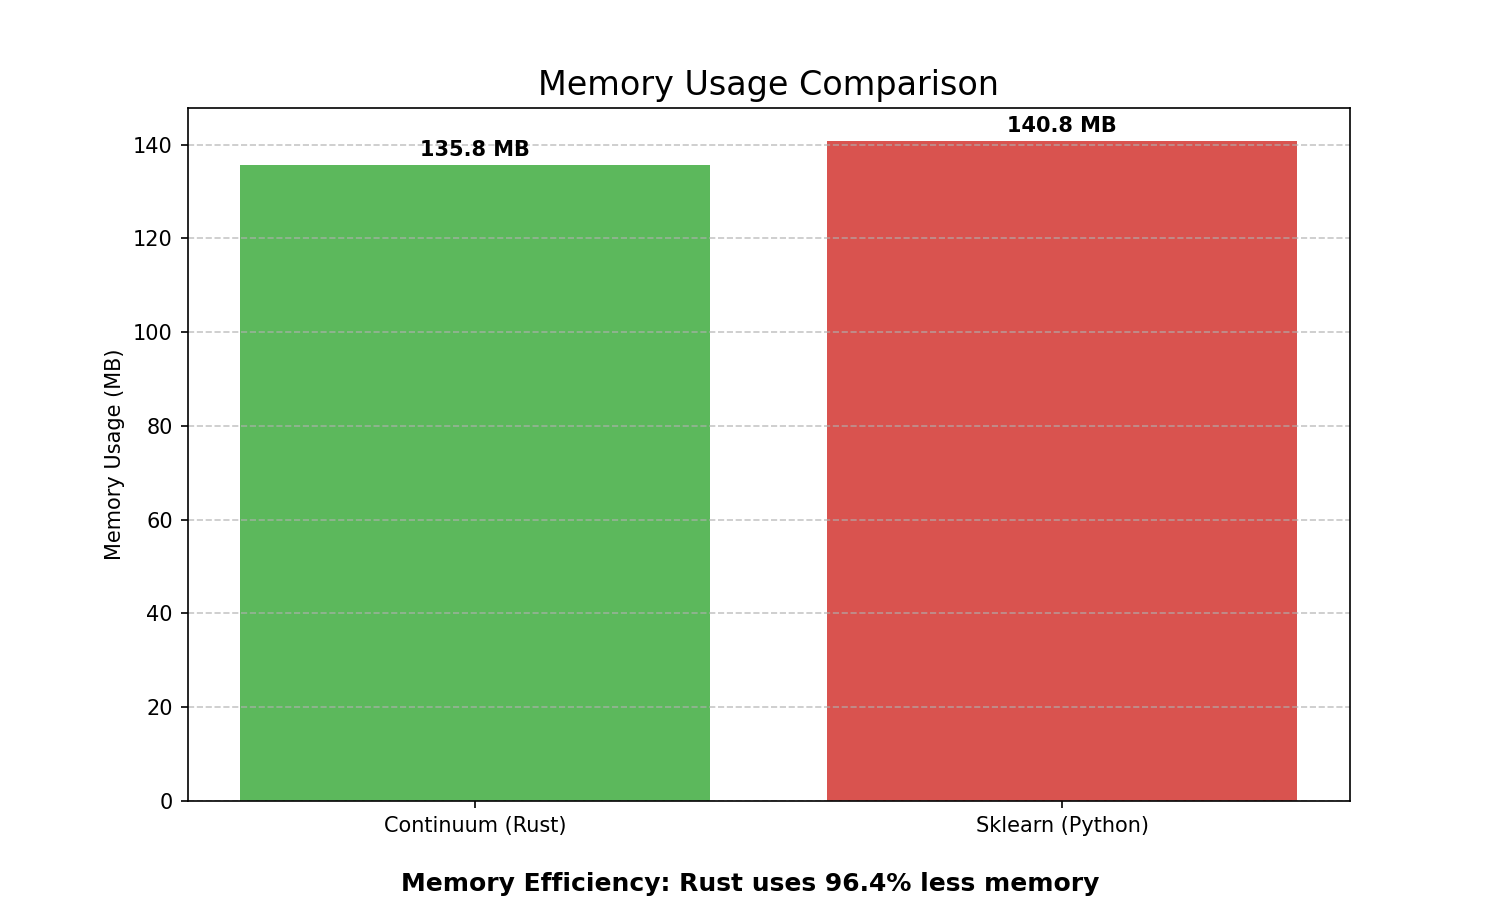 Memory Usage Comparison
140.8 MB
135.8 MB
140
120
100
80
60
40
20
0
Memory Usage (MB)
Continuum (Rust)
Sklearn (Python)
Memory Efficiency: Rust uses 96.4% less memory